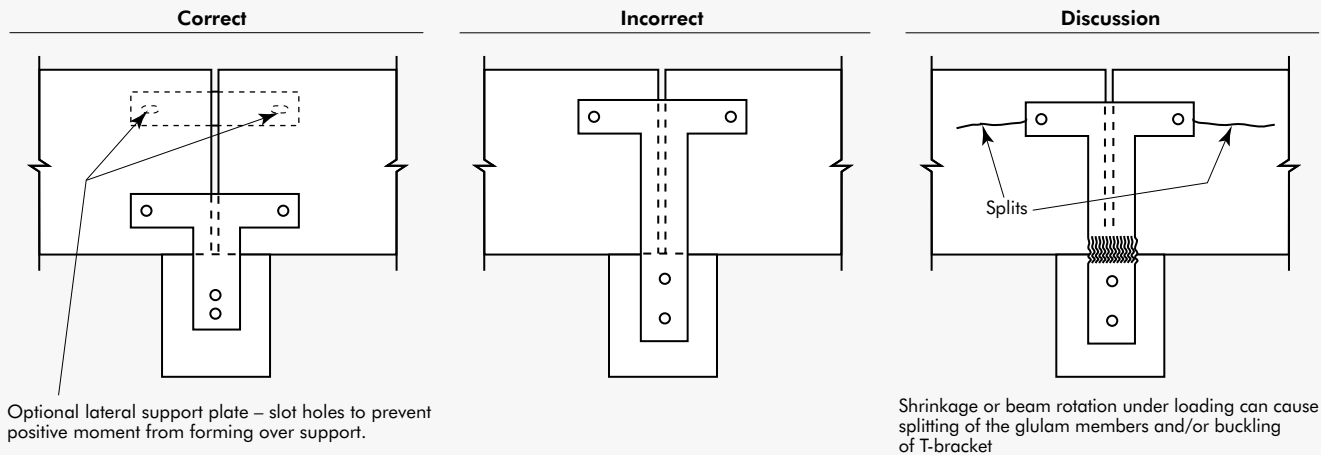 Correct
Incorrect
Discussion
Splits
Optional lateral support plate – slot holes to prevent
positive moment from forming over support.
Shrinkage or beam rotation under loading can cause
splitting of the glulam members and/or buckling
of T-bracket